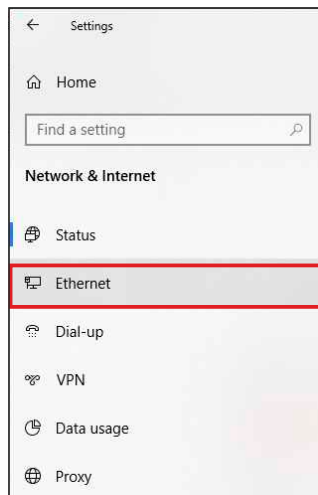 Settings
Home
Find a setting
Network & Internet
Status
Ethernet
Dial-up
VPN
Data usage
Proxy